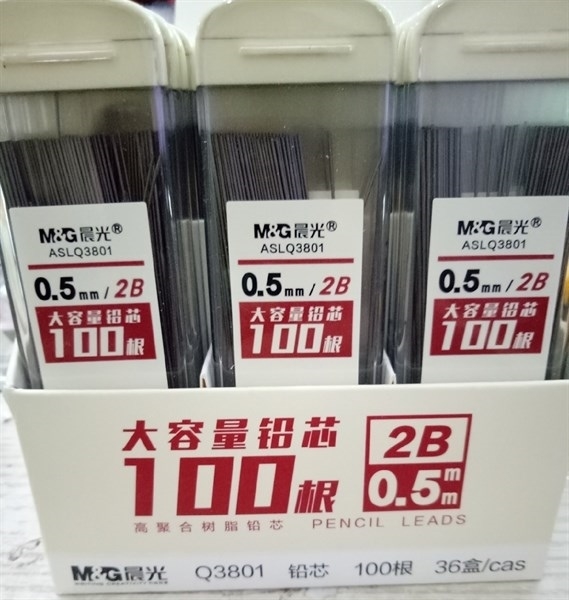 M&G晨光®
ASLQ3801
0.5mm/2B
大容量铅芯
100根
M&G晨光®
ASLQ3801
0.5mm/2B
大容量铅芯
100根
M&G晨光®
ASLQ3801
0.5mm/2B
大容量铅芯
100根
大容量铅芯
100根
2B
0.5mm
高聚合树脂铅芯 PENCIL LEADS
M&G晨光 Q3801 铅芯 100根 36盒/cas